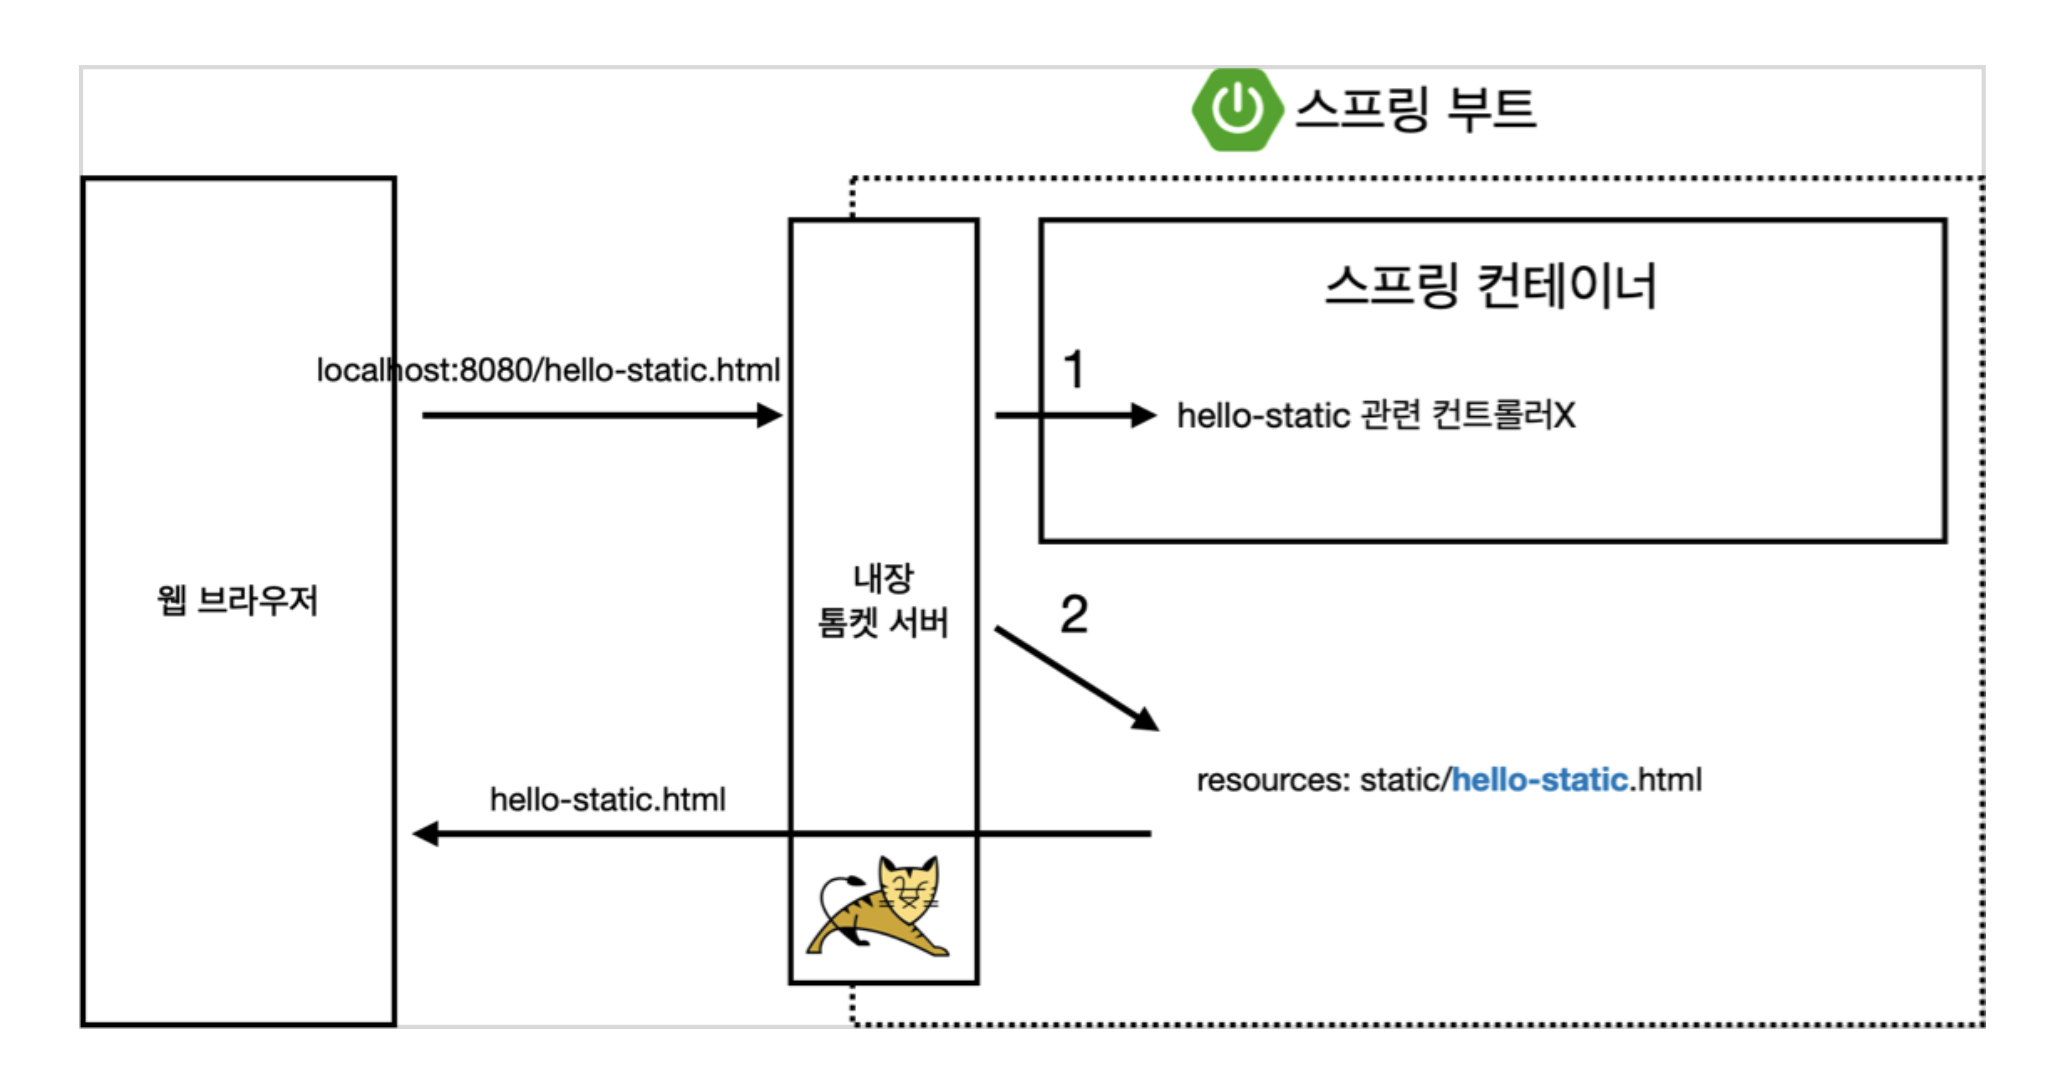 스프링 부트
스프링 컨테이너
localhost:8080/hello-static.html
1
hello-static 관련 컨트롤러X
웹 브라우저
내장
톰켓 서버
2
resources: static/hello-static.html
hello-static.html